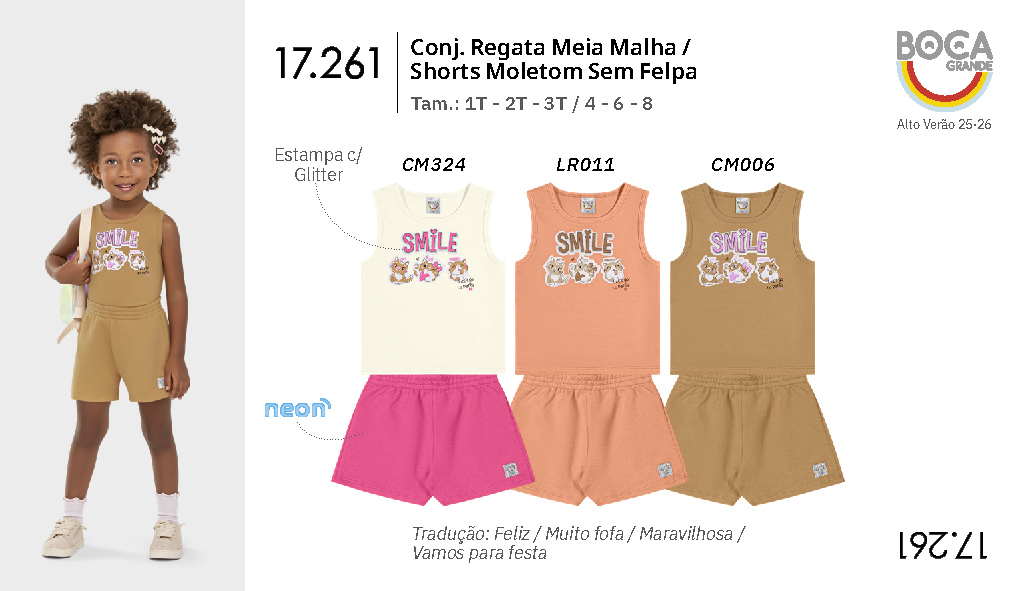 17.261
Conj. Regata Meia Malha /
Shorts Moletom Sem Felpa
Tam.: 1T - 2T - 3T / 4 - 6 - 8
BOCA
GRANDE
Alto Verão 25-26
Estampa c/
Glitter
CM324
LR011
CM006
SMILE
SMILE
SMILE
SMILE
neon
Tradução: Feliz / Muito fofa / Maravilhosa /
Vamos para festa
17.261